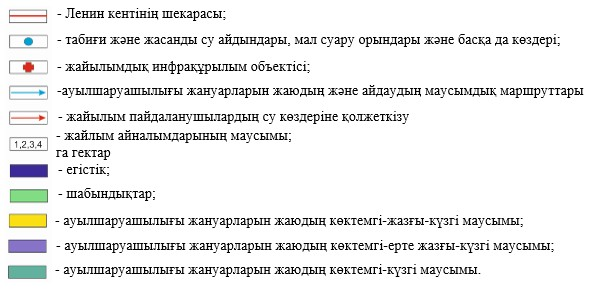 - Ленин кентінің шекарасы;
- табиғи және жасанды су айдындары, мал суару орындары және басқа да көздері;
- жайылымдық инфрақұрылым объектісі;
-ауылшаруашылығы жануарларын жаюдың және айдаудың маусымдық маршруттары
- жайылым пайдаланушылардың су көздеріне қолжеткізу
1,2,3,4 - жайлым айналымдарының маусымы;
га гектар
- егістік;
- шабындықтар;
- ауылшаруашылығы жануарларын жаюдың көктемгі-жазғы-күзгі маусымы;
- ауылшаруашылығы жануарларын жаюдың көктемгі-ерте жазғы-күзгі маусымы;
- ауылшаруашылығы жануарларын жаюдың көктемгі-күзгі маусымы.